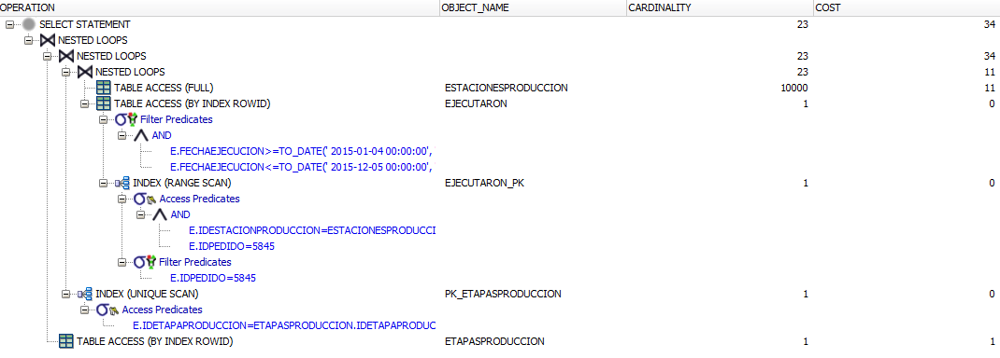 OPERATION OBJECT_NAME CARDINALITY COST
SELECT STATEMENT 23 34
NESTED LOOPS
NESTED LOOPS 23 34
NESTED LOOPS 23 11
TABLE ACCESS (FULL) ESTACIONESPRODUCCION 10000 11
TABLE ACCESS (BY INDEX ROWID) EJECUTARON 1 0
Filter Predicates
AND
E.FECHAEJECUCION>=TO_DATE(' 2015-01-04 00:00:00',
E.FECHAEJECUCION<=TO_DATE(' 2015-12-05 00:00:00',
INDEX (RANGE SCAN) EJECUTARON_PK 1 0
Access Predicates
AND
E.IDESTACIONPRODUCCION=ESTACIONESPRODUCCI
E.IDPEDIDO=5845
Filter Predicates
E.IDPEDIDO=5845
INDEX (UNIQUE SCAN) PK_ETAPASPRODUCCION 1 0
Access Predicates
E.IDETAPAPRODUCCION=ETAPASPRODUCCION.IDETAPAPRODUC
TABLE ACCESS (BY INDEX ROWID) ETAPASPRODUCCION 1 1